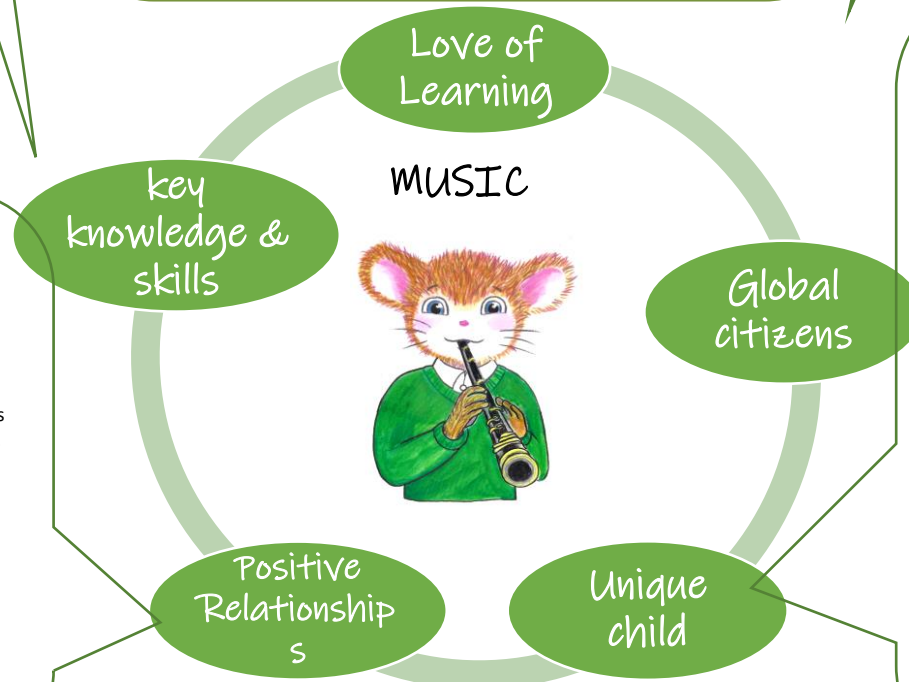 Love of
Learning
MUSIC
key
knowledge &
skills
Global
citizens
s
Positive
Relationship
s
Unique
child